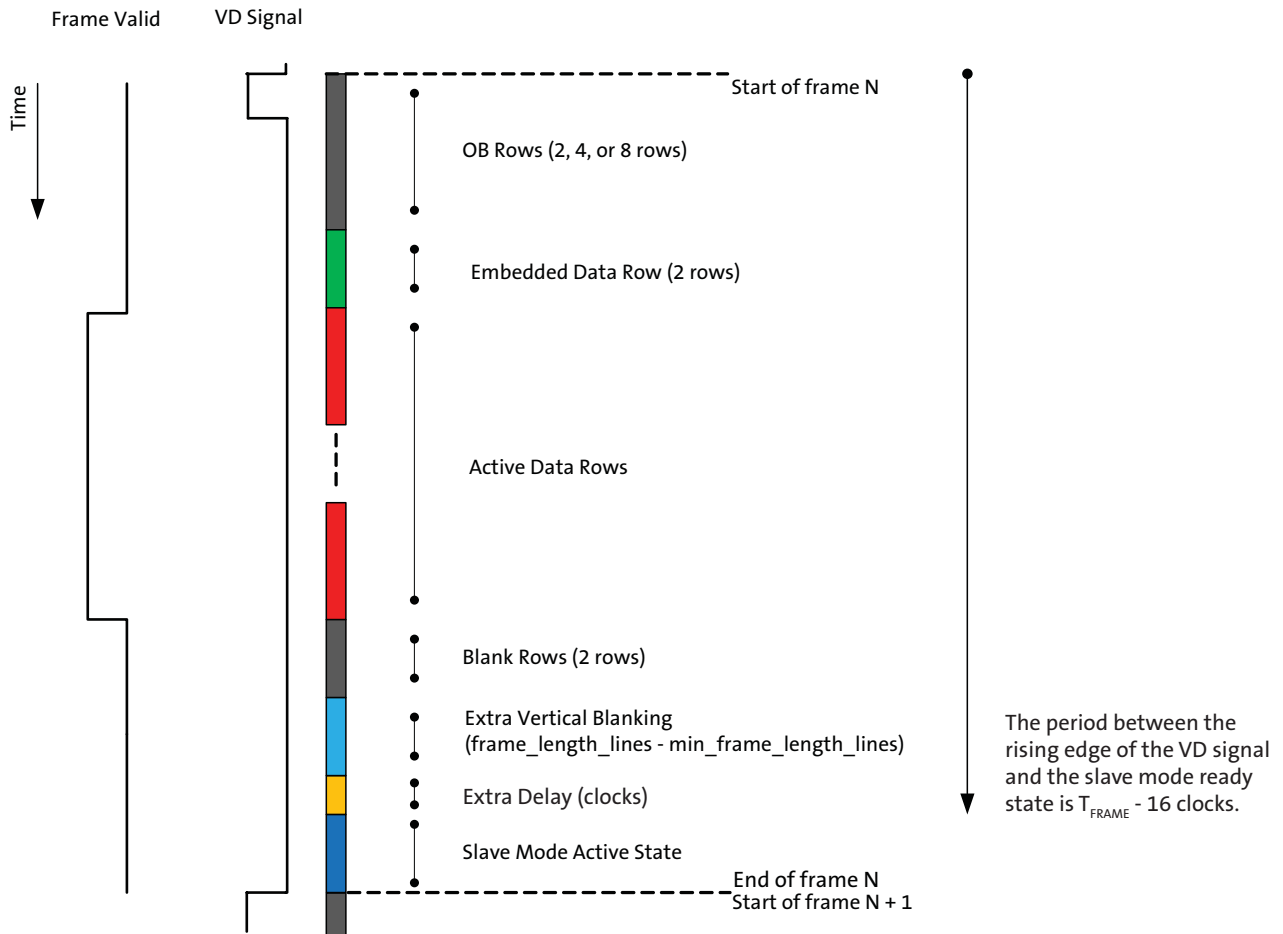 Frame Valid
VD Signal
Time
Start of frame N
OB Rows (2, 4, or 8 rows)
Embedded Data Row (2 rows)
Active Data Rows
Blank Rows (2 rows)
Extra Vertical Blanking
(frame_length_lines - min_frame_length_lines)
Extra Delay (clocks)
Slave Mode Active State
The period between the
rising edge of the VD signal
and the slave mode ready
state is TFRAME - 16 clocks.
End of frame N
Start of frame N + 1